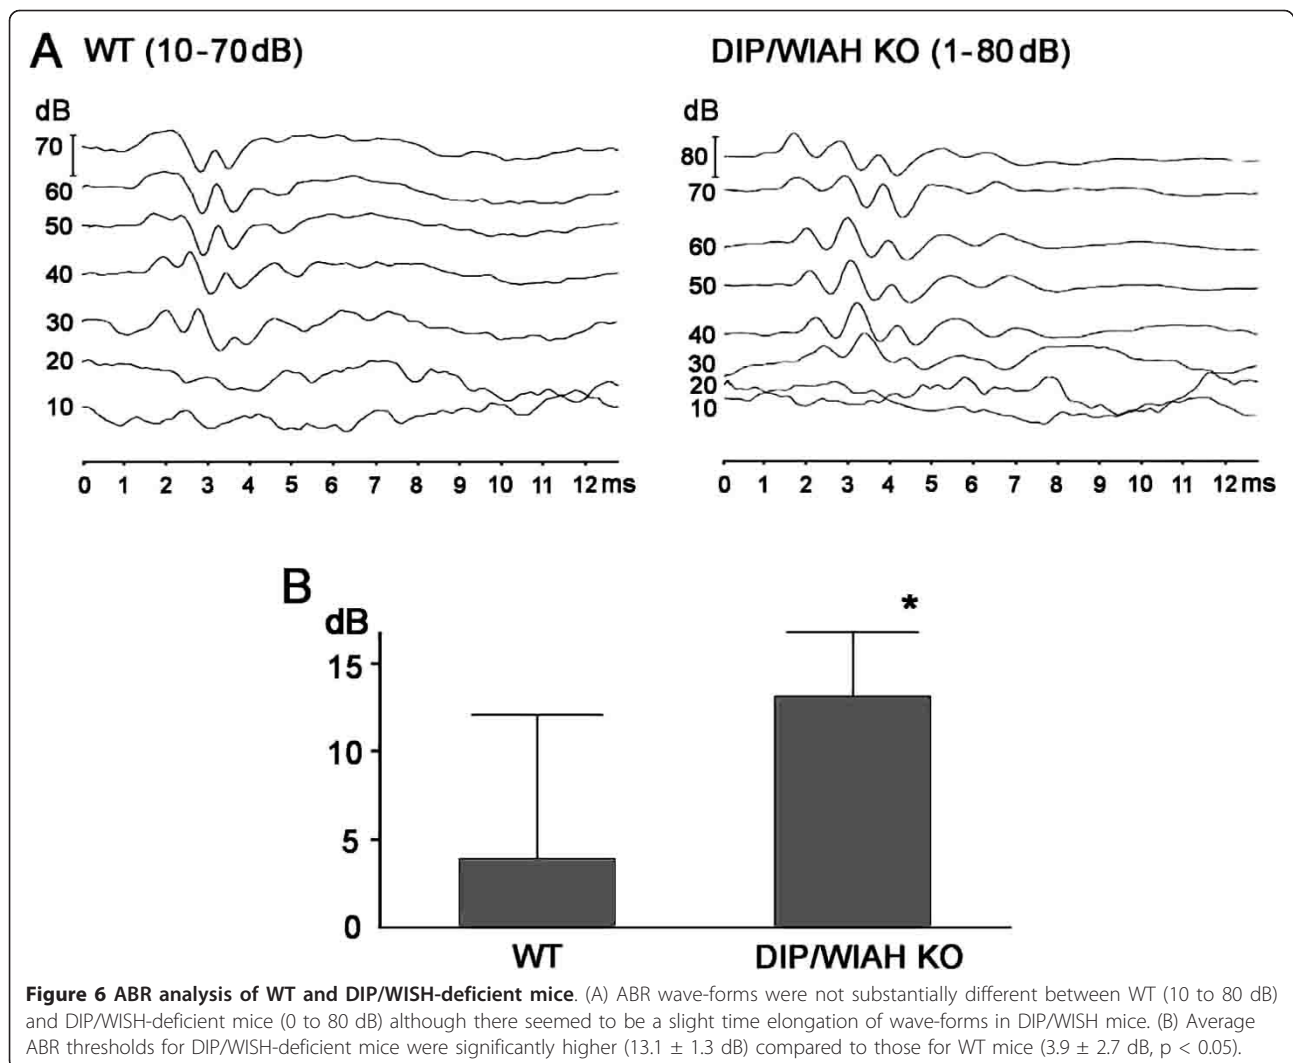 A WT (10-70dB)
DIP/WIAH KO (1-80dB)
dB
70
60
50
40
30
20
10
0 1 2 3 4 5 6 7 8 9 10 11 12 ms
dB
80
70
60
50
40
30
20
10
0 1 2 3 4 5 6 7 8 9 10 11 12 ms
B
dB
15
10
5
0
*
WT DIP/WIAH KO
Figure 6 ABR analysis of WT and DIP/WISH-deficient mice. (A) ABR wave-forms were not substantially different between WT (10 to 80 dB)
and DIP/WISH-deficient mice (0 to 80 dB) although there seemed to be a slight time elongation of wave-forms in DIP/WISH mice. (B) Average
ABR thresholds for DIP/WISH-deficient mice were significantly higher (13.1 ± 1.3 dB) compared to those for WT mice (3.9 ± 2.7 dB, p < 0.05).